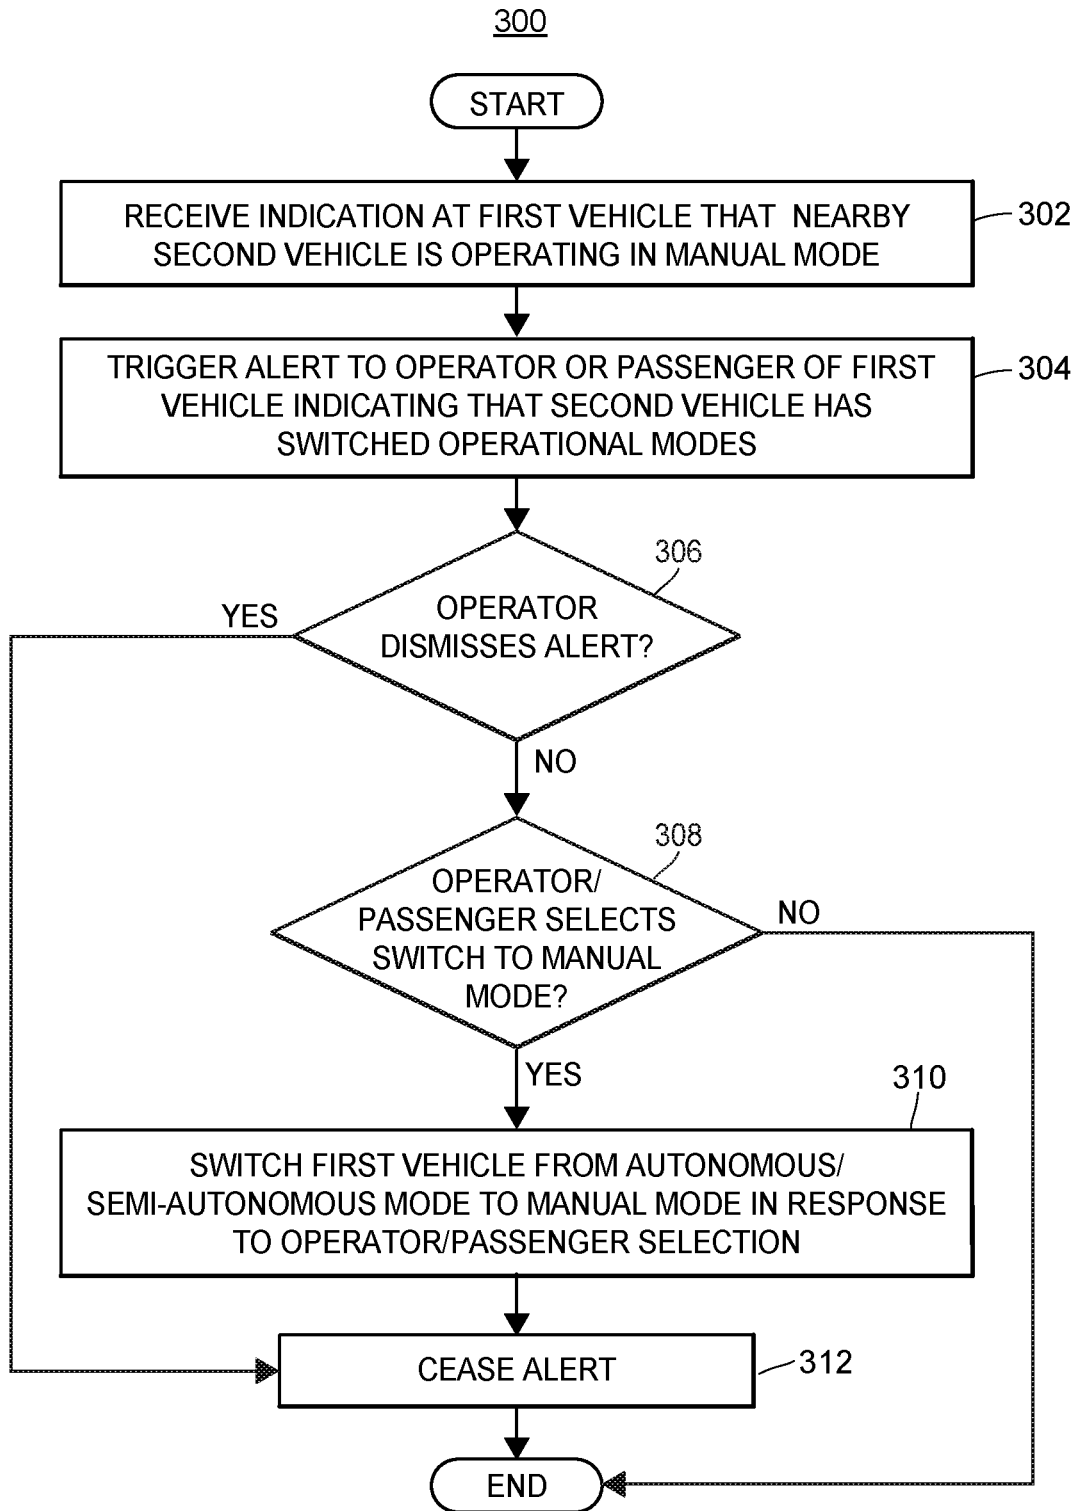 300
START
RECEIVE INDICATION AT FIRST VEHICLE THAT NEARBY
SECOND VEHICLE IS OPERATING IN MANUAL MODE
302
TRIGGER ALERT TO OPERATOR OR PASSENGER OF FIRST
VEHICLE INDICATING THAT SECOND VEHICLE HAS
SWITCHED OPERATIONAL MODES
304
306
YES
OPERATOR
DISMISSES ALERT?
NO
308
OPERATOR/
PASSENGER SELECTS
SWITCH TO MANUAL
MODE?
NO
YES
310
SWITCH FIRST VEHICLE FROM AUTONOMOUS/
SEMI-AUTONOMOUS MODE TO MANUAL MODE IN RESPONSE
TO OPERATOR/PASSENGER SELECTION
CEASE ALERT
312
END